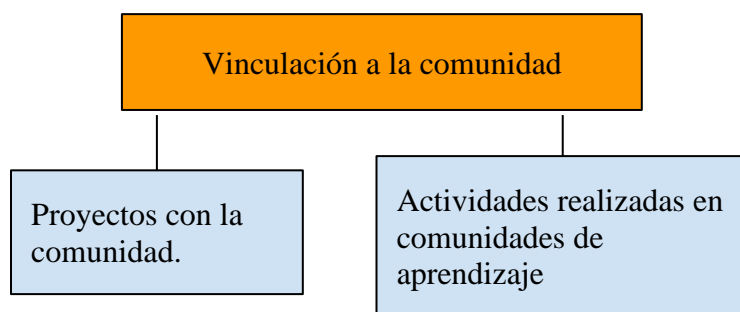 Vinculación a la comunidad
Proyectos con la
comunidad.
Actividades realizadas en
comunidades de
aprendizaje